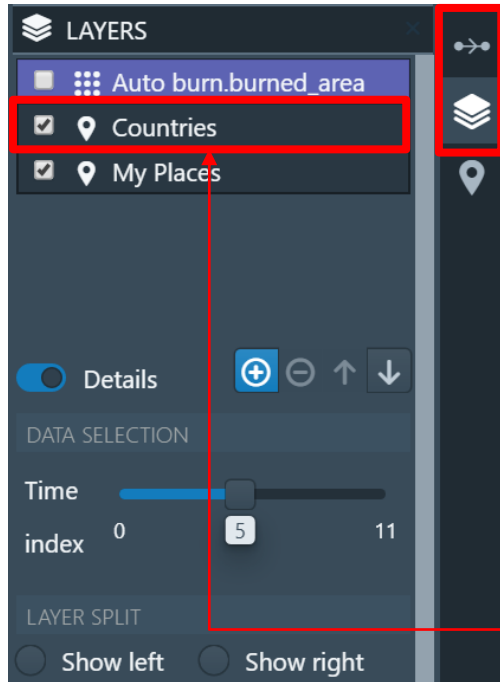 LAYERS
Auto burn.burned_area
Countries
My Places
Details
DATA SELECTION
Time
index
0
5
11
LAYER SPLIT
Show left
Show right